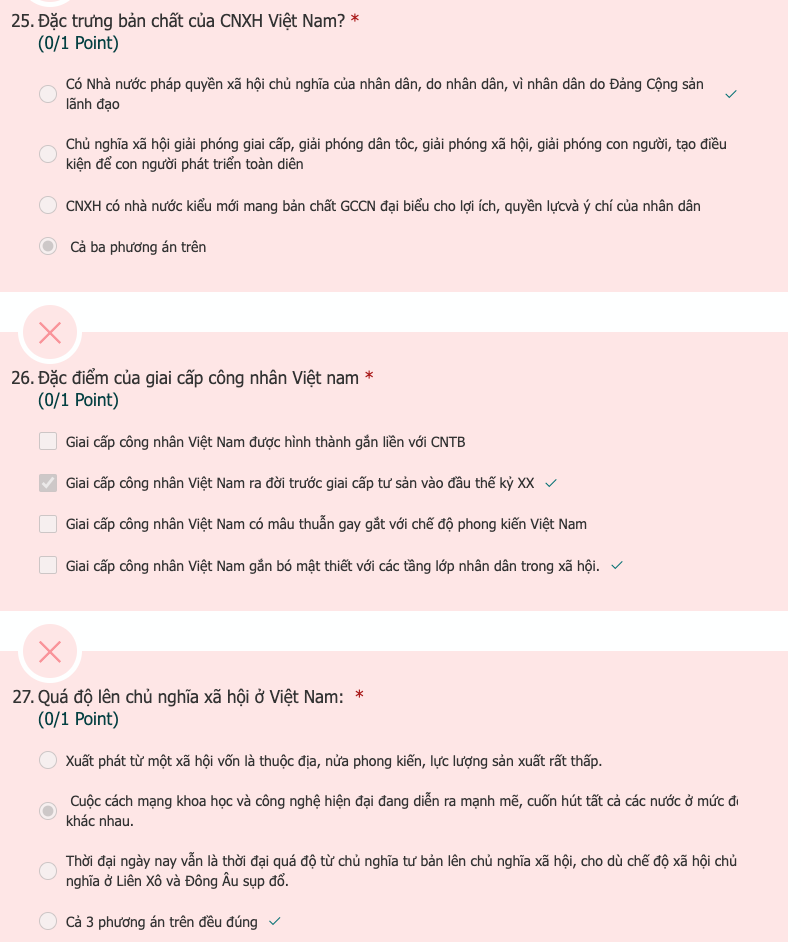 25. Đặc trưng bản chất của CNXH Việt Nam? *
(0/1 Point)
Có Nhà nước pháp quyền xã hội chủ nghĩa của nhân dân, do nhân dân, vì nhân dân do Đảng Cộng sản
lãnh đạo
Chủ nghĩa xã hội giải phóng giai cấp, giải phóng dân tôc, giải phóng xã hội, giải phóng con người, tạo điều
kiện để con người phát triển toàn diên
CNXH có nhà nước kiểu mới mang bản chất GCCN đại biểu cho lợi ích, quyền lựcvà ý chí của nhân dân
Cả ba phương án trên
26. Đặc điểm của giai cấp công nhân Việt nam *
(0/1 Point)
Giai cấp công nhân Việt Nam được hình thành gắn liền với CNTB
Giai cấp công nhân Việt Nam ra đời trước giai cấp tư sản vào đầu thế kỷ XX
Giai cấp công nhân Việt Nam có mâu thuẫn gay gắt với chế độ phong kiến Việt Nam
Giai cấp công nhân Việt Nam gắn bó mật thiết với các tầng lớp nhân dân trong xã hội.
27. Quá độ lên chủ nghĩa xã hội ở Việt Nam: *
(0/1 Point)
Xuất phát từ một xã hội vốn là thuộc địa, nửa phong kiến, lực lượng sản xuất rất thấp.
Cuộc cách mạng khoa học và công nghệ hiện đại đang diễn ra mạnh mẽ, cuốn hút tất cả các nước ở mức
khác nhau.
Thời đại ngày nay vẫn là thời đại quá độ từ chủ nghĩa tư bản lên chủ nghĩa xã hội, cho dù chế độ xã hội chủ
nghĩa ở Liên Xô và Đông Âu sụp đổ.
Cả 3 phương án trên đều đúng